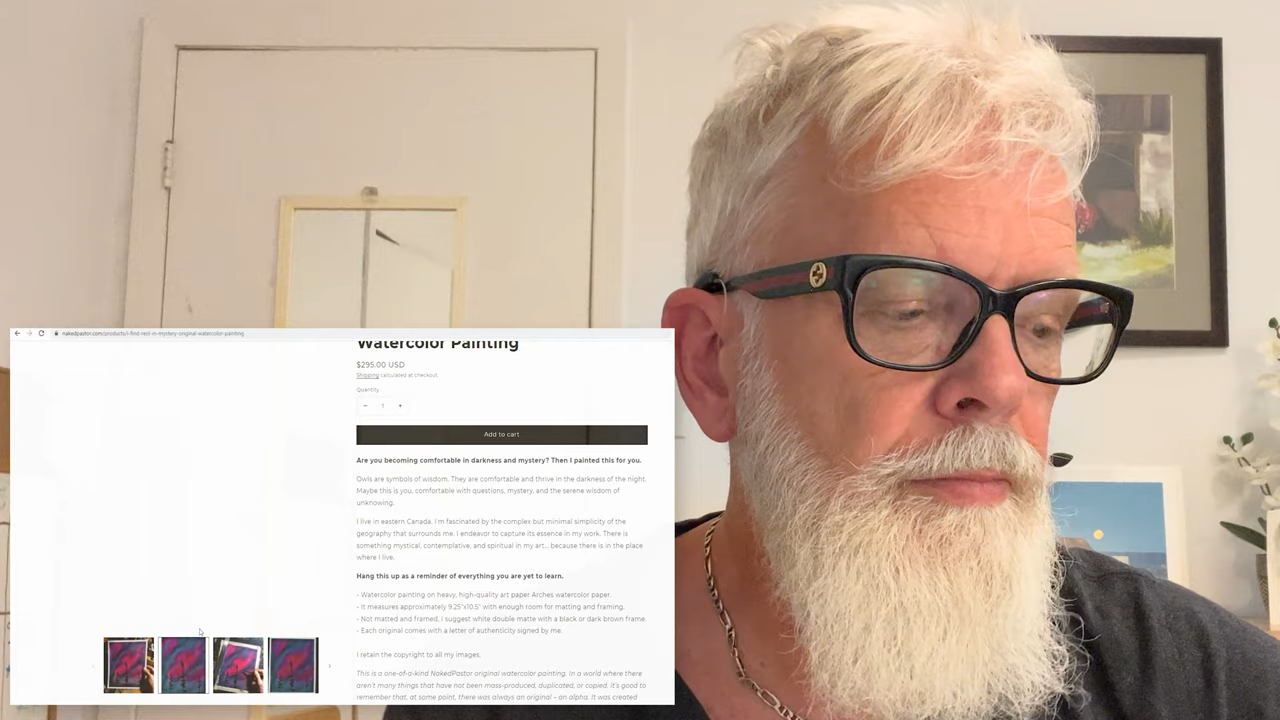 nakedpastor.com/products/i-find-rest-in-mystery-original-watercolor-painting
Watercolor Painting
$295.00 USD
Shipping calculated at checkout.
Quantity
− 1 +
Add to cart
Are you becoming comfortable in darkness and mystery? Then I painted this for you.
Owls are symbols of wisdom. They are comfortable and thrive in the darkness of the night.
Maybe this is you, comfortable with questions, mystery, and the serene wisdom of
unknowing.
I live in eastern Canada. I'm fascinated by the complex but minimal simplicity of the
geography that surrounds me. I endeavor to capture its essence in my work. There is
something mystical, contemplative, and spiritual in my art... because there is in the place
where I live.
Hang this up as a reminder of everything you are yet to learn.
- Watercolor painting on heavy, high-quality art paper Arches watercolor paper.
- It measures approximately 9.25"x10.5" with enough room for matting and framing.
- Not matted and framed, I suggest white double matte with a black or dark brown frame.
- Each original comes with a letter of authenticity signed by me.
I retain the copyright to all my images.
This is a one-of-a-kind NakedPastor original watercolor painting. In a world where there
aren't many things that have not been mass-produced, duplicated, or copied, it's good to
remember that, at some point, there was always an original – an alpha. It was created